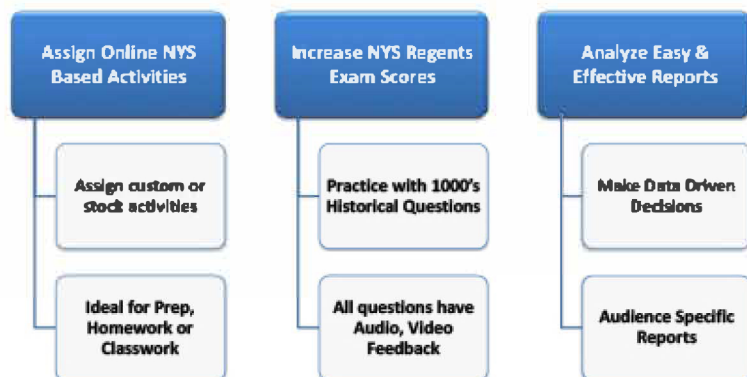 Assign Online NYS
Based Activities
Assign custom or
stock activities
Ideal for Prep,
Homework or
Classwork
Increase NYS Regents
Exam Scores
Practice with 1000's
Historical Questions
All questions have
Audio, Video
Feedback
Analyze Easy &
Effective Reports
Make Data Driven
Decisions
Audience Specific
Reports